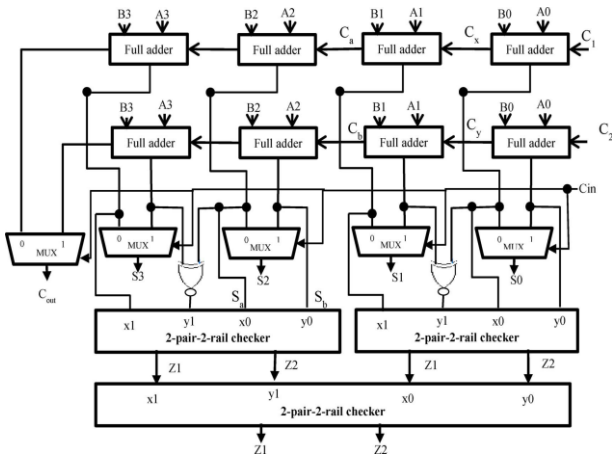 B3 A3 B2 A2 B1 A1 B0 A0
Full adder Full adder Full adder Full adder
Ca Cx C1
B3 A3 B2 A2 B1 A1 B0 A0
Full adder Full adder Full adder Full adder
Cb Cy C2
Cin
0 1 0 1 0 1 0 1 0 1
MUX MUX MUX MUX MUX
Cout S3 S2 S1 S0
Sa Sb
x1 y1 x0 y0 x1 y1 x0 y0
2-pair-2-rail checker 2-pair-2-rail checker
Z1 Z2 Z1 Z2
x1 y1 x0 y0
2-pair-2-rail checker
Z1 Z2